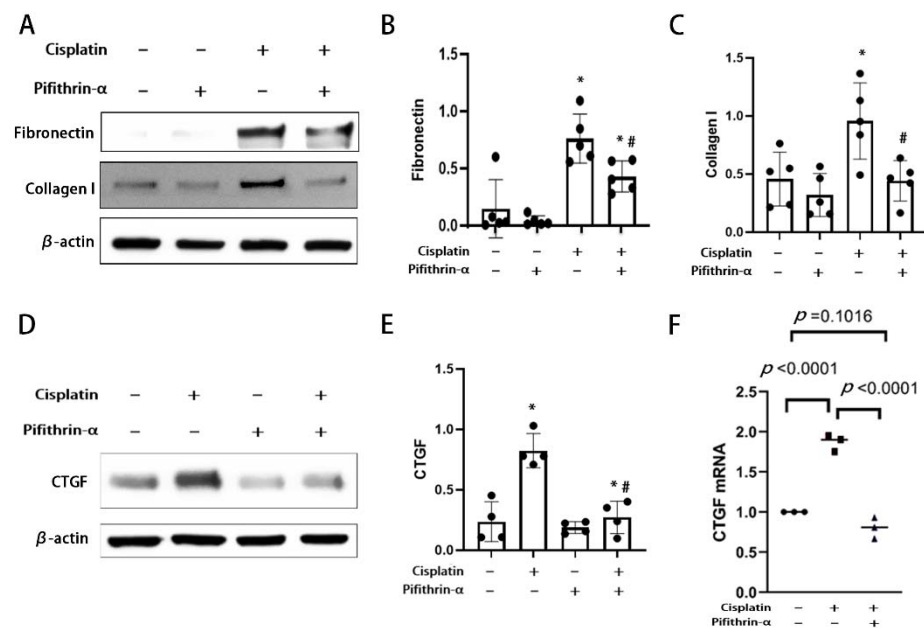 A
Cisplatin – – + +
Pifithrin-α – + – +
Fibronectin
Collagen I
β-actin
B
Fibronectin
1.5
1.0
0.5
0.0
*
* #
Cisplatin – – + +
Pifithrin-α – + – +
C
Collagen I
1.5
1.0
0.5
0.0
*
#
Cisplatin – – + +
Pifithrin-α – + – +
D
Cisplatin – + – +
Pifithrin-α – – + +
CTGF
β-actin
E
CTGF
1.5
1.0
0.5
0.0
*
* #
Cisplatin – + – +
Pifithrin-α – – + +
F
p =0.1016
p <0.0001
p <0.0001
CTGF mRNA
2.5
2.0
1.5
1.0
0.5
0.0
Cisplatin – + +
Pifithrin-α – – +